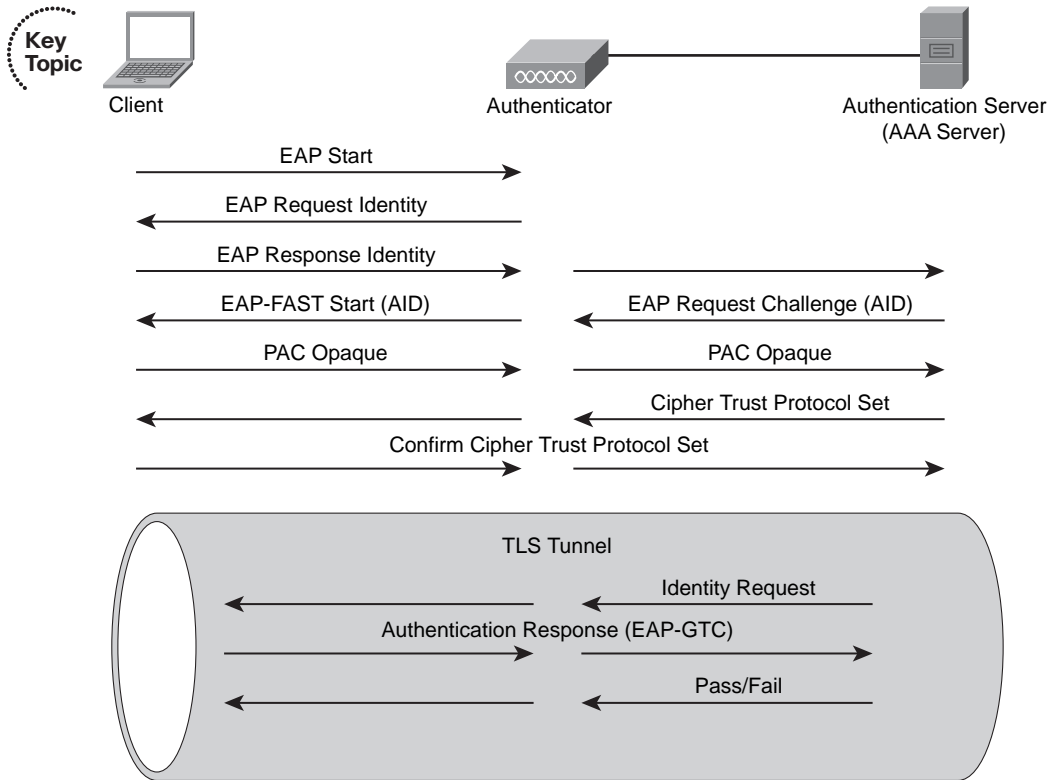 Key
Topic
Client
Authenticator
Authentication Server
(AAA Server)
EAP Start
EAP Request Identity
EAP Response Identity
EAP-FAST Start (AID)
EAP Request Challenge (AID)
PAC Opaque
PAC Opaque
Cipher Trust Protocol Set
Confirm Cipher Trust Protocol Set
TLS Tunnel
Identity Request
Authentication Response (EAP-GTC)
Pass/Fail